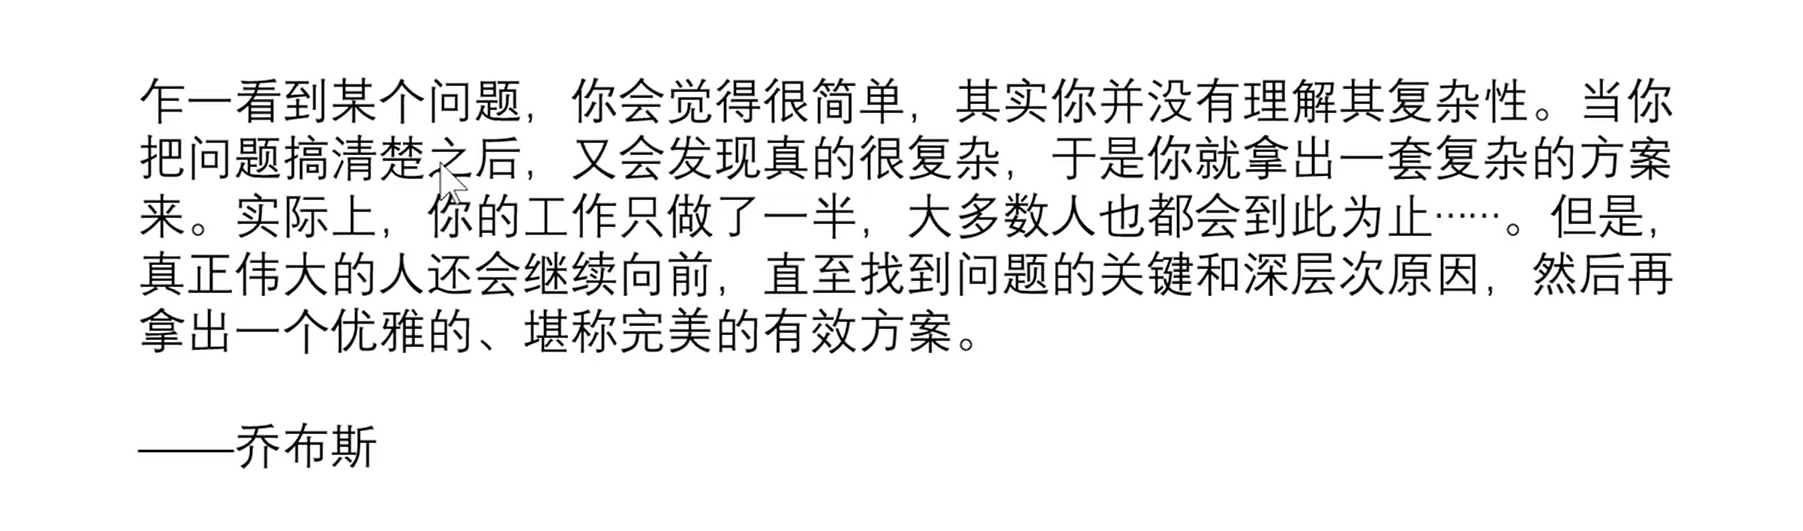 乍一看到某个问题，你会觉得很简单，其实你并没有理解其复杂性。当你
把问题搞清楚之后，又会发现真的很复杂，于是你就拿出一套复杂的方案
来。实际上，你的工作只做了一半，大多数人也都会到此为止……。但是，
真正伟大的人还会继续向前，直至找到问题的关键和深层次原因，然后再
拿出一个优雅的、堪称完美的有效方案。
——乔布斯